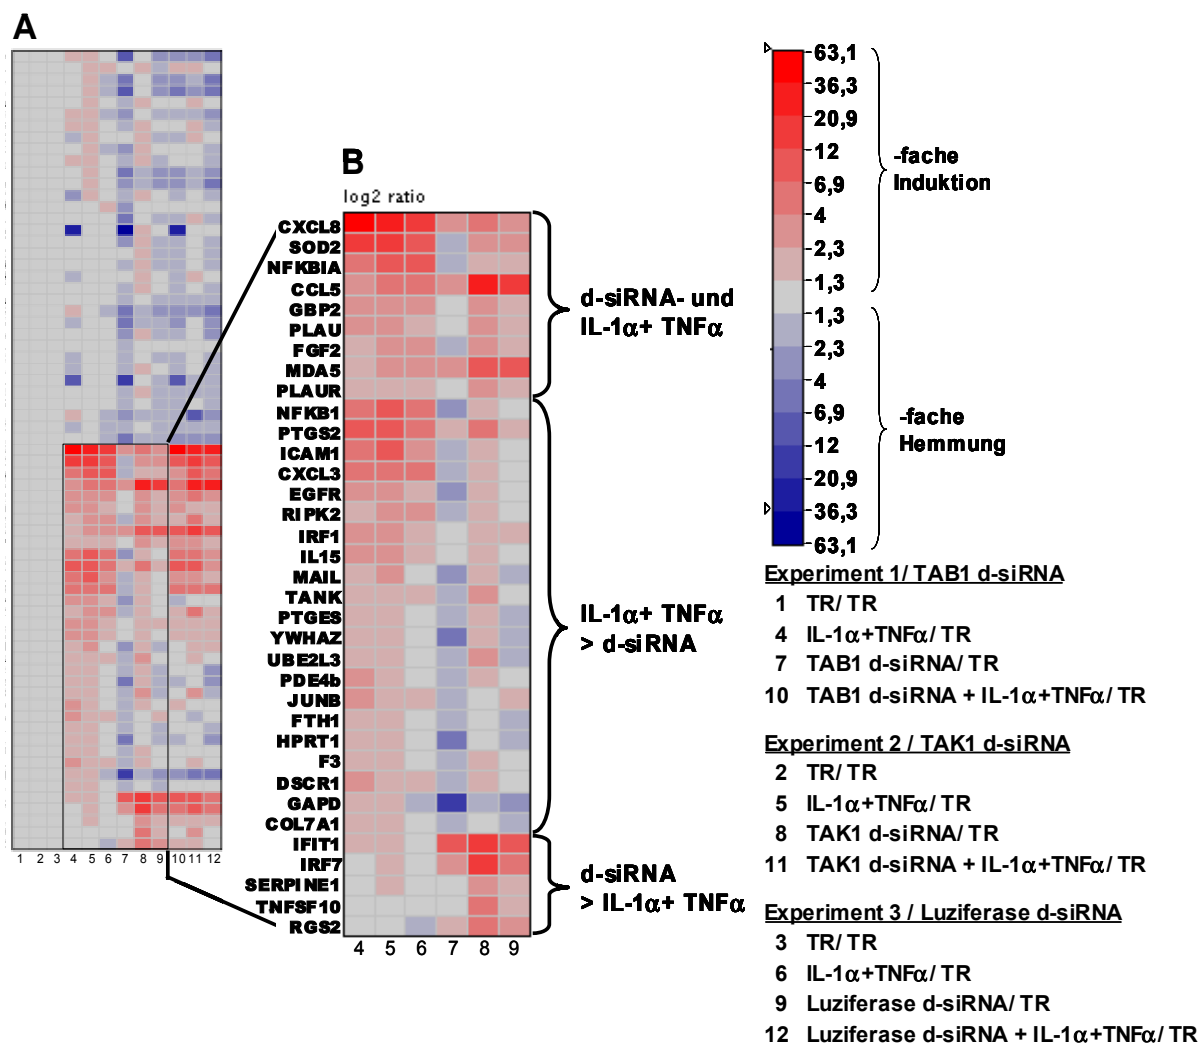 A
1 2 3 4 5 6 7 8 9 10 11 12
B
log2 ratio
CXCL8
SOD2
NFKBIA
CCL5
GBP2
PLAU
FGF2
MDA5
PLAUR
NFKB1
PTGS2
ICAM1
CXCL3
EGFR
RIPK2
IRF1
IL15
MAIL
TANK
PTGES
YWHAZ
UBE2L3
PDE4b
JUNB
FTH1
HPRT1
F3
DSCR1
GAPD
COL7A1
IFIT1
IRF7
SERPINE1
TNFSF10
RGS2
4 5 6 7 8 9
d-siRNA- und
IL-1α+ TNFα
IL-1α+ TNFα
> d-siRNA
d-siRNA
> IL-1α+ TNFα
63,1
36,3
20,9
12
6,9
4
2,3
1,3
1,3
2,3
4
6,9
12
20,9
36,3
63,1
-fache
Induktion
-fache
Hemmung
Experiment 1/ TAB1 d-siRNA
1 TR/ TR
4 IL-1α+TNFα/ TR
7 TAB1 d-siRNA/ TR
10 TAB1 d-siRNA + IL-1α+TNFα/ TR
Experiment 2 / TAK1 d-siRNA
2 TR/ TR
5 IL-1α+TNFα/ TR
8 TAK1 d-siRNA/ TR
11 TAK1 d-siRNA + IL-1α+TNFα/ TR
Experiment 3 / Luziferase d-siRNA
3 TR/ TR
6 IL-1α+TNFα/ TR
9 Luziferase d-siRNA/ TR
12 Luziferase d-siRNA + IL-1α+TNFα/ TR